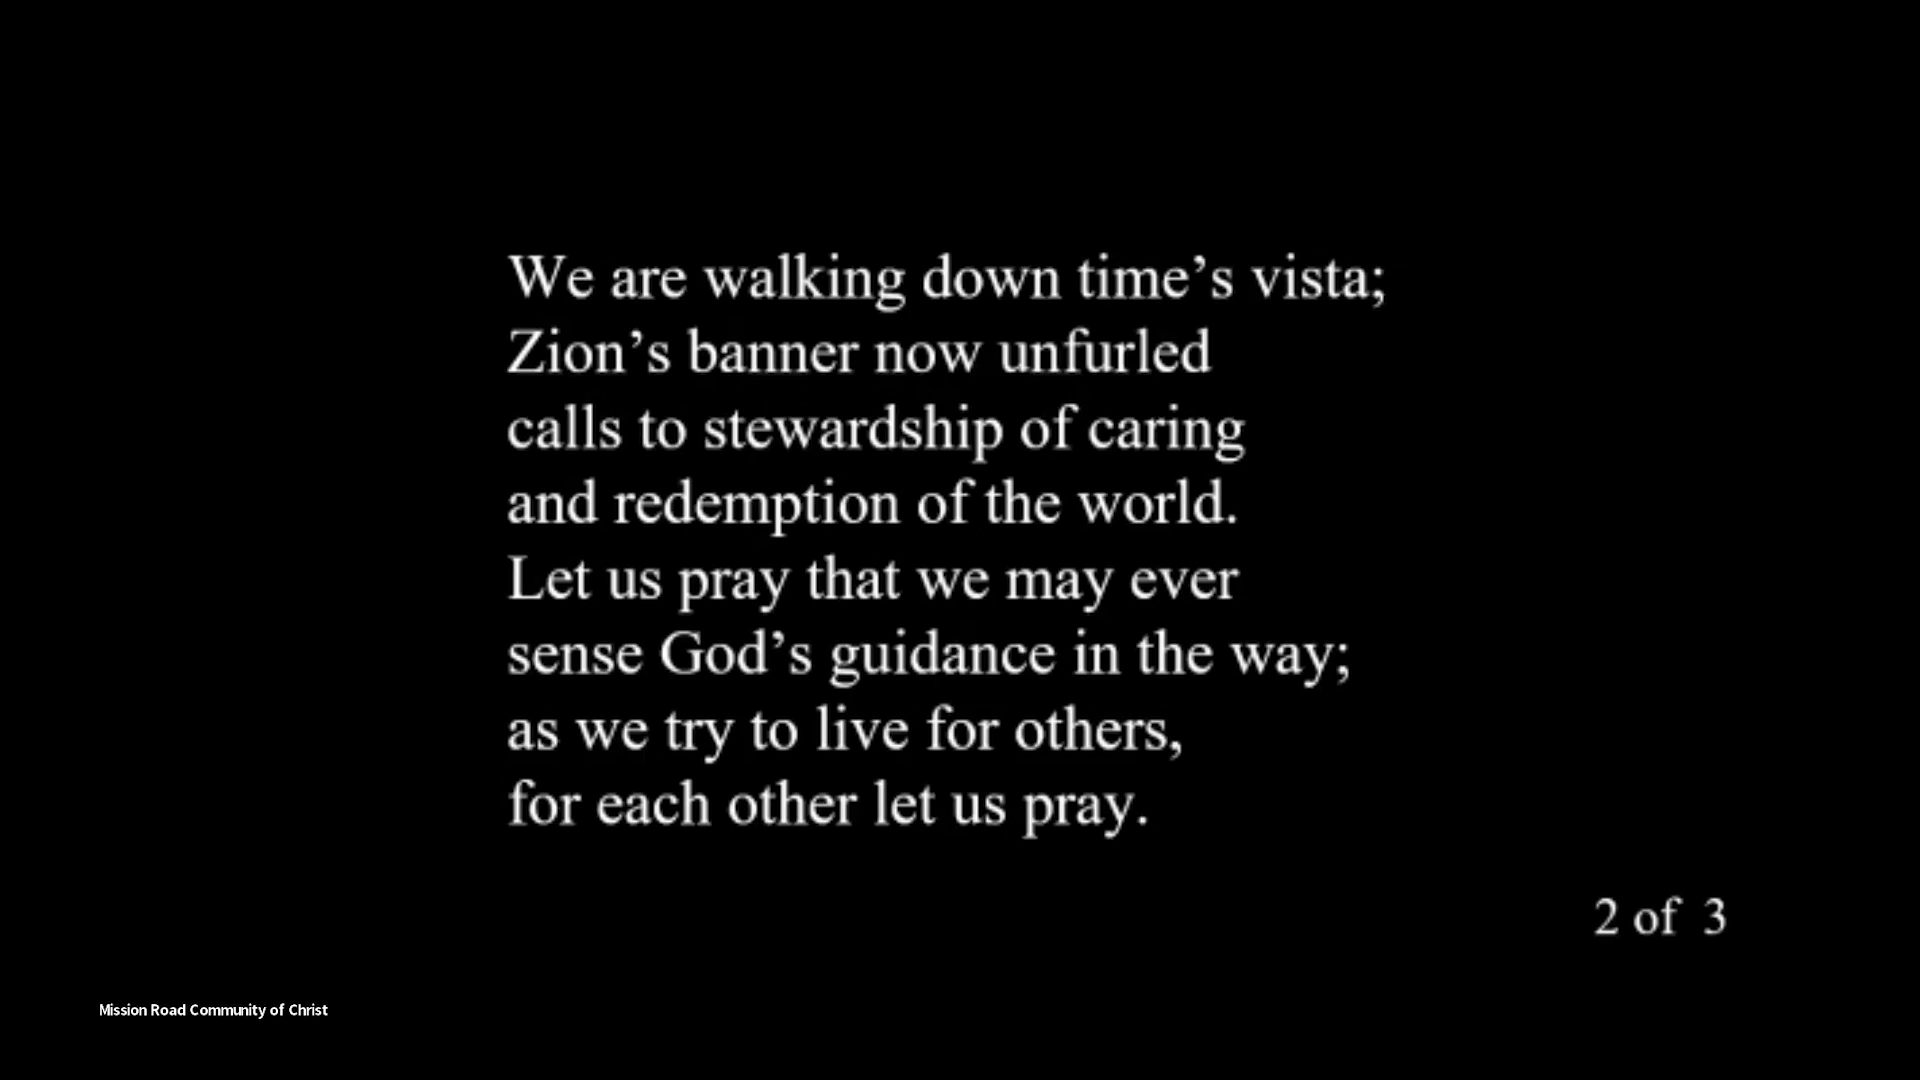 We are walking down time’s vista;
Zion’s banner now unfurled
calls to stewardship of caring
and redemption of the world.
Let us pray that we may ever
sense God’s guidance in the way;
as we try to live for others,
for each other let us pray.
2 of 3
Mission Road Community of Christ